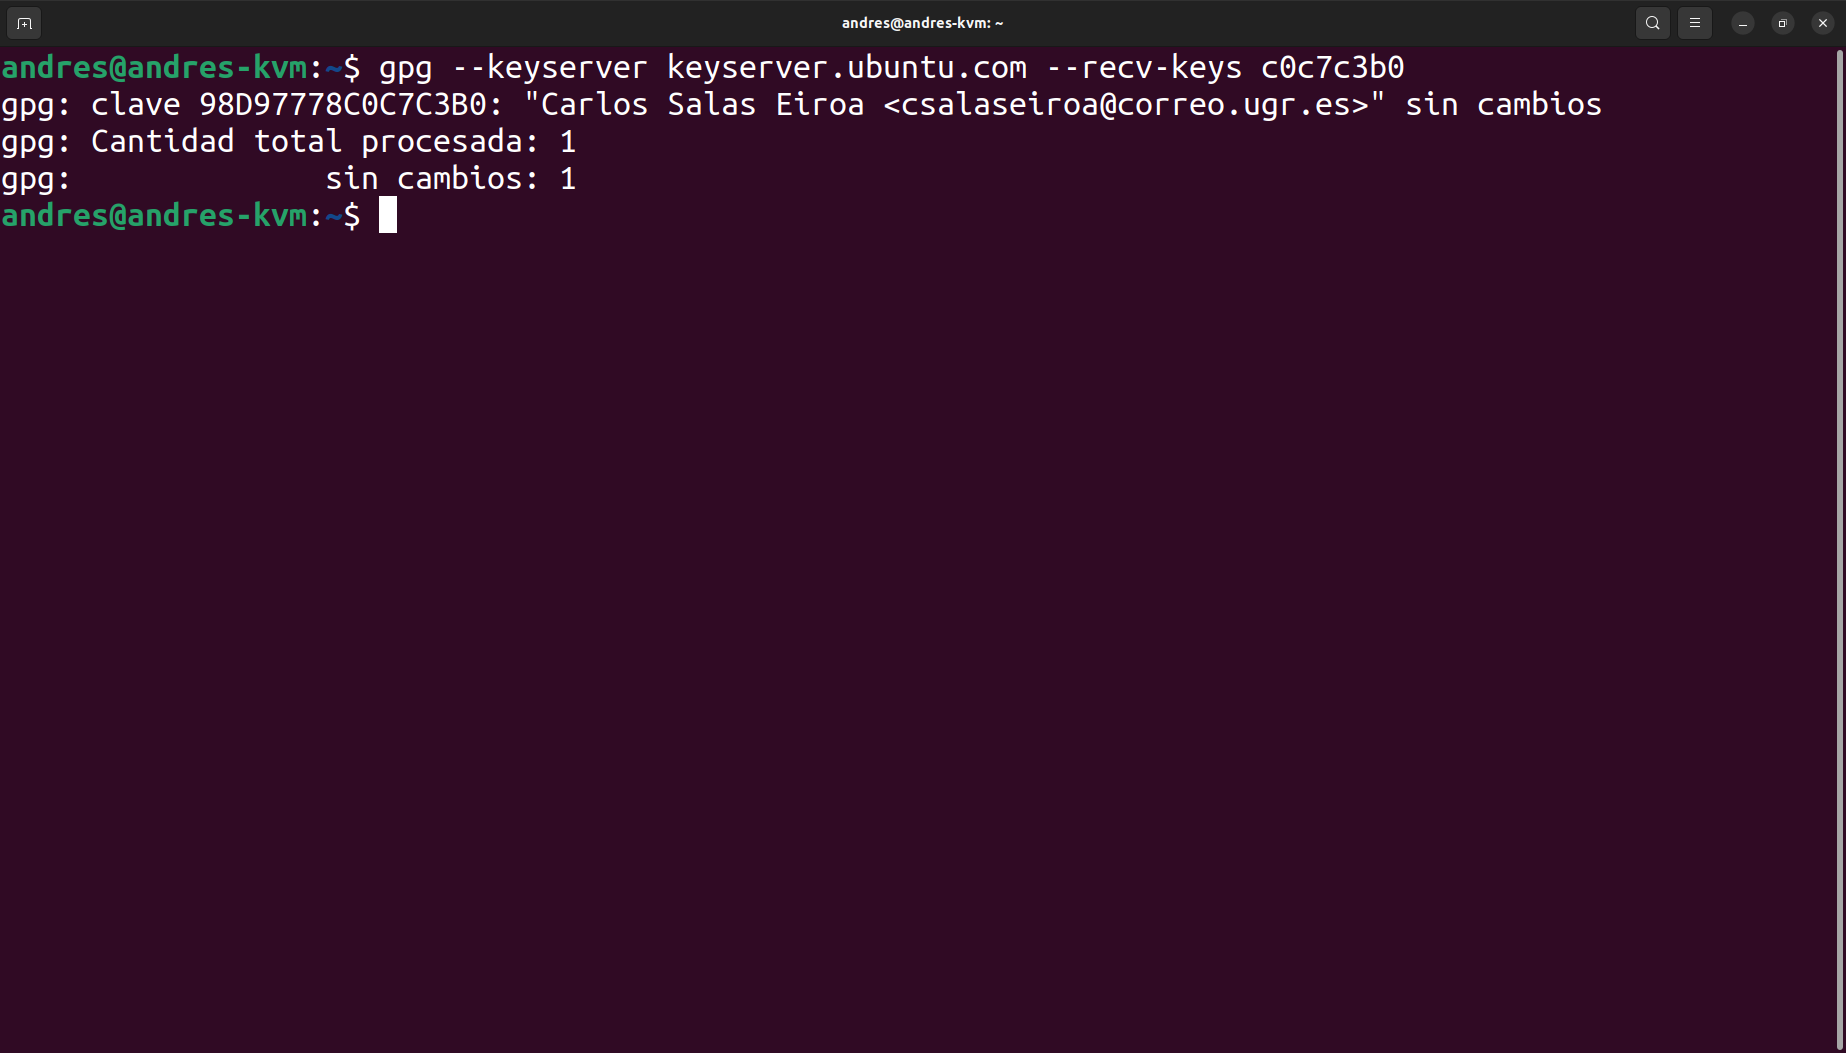 andres@andres-kvm: ~
andres@andres-kvm:~$ gpg --keyserver keyserver.ubuntu.com --recv-keys c0c7c3b0
gpg: clave 98D97778C0C7C3B0: "Carlos Salas Eiroa <csalaseiroa@correo.ugr.es>" sin cambios
gpg: Cantidad total procesada: 1
gpg:              sin cambios: 1
andres@andres-kvm:~$